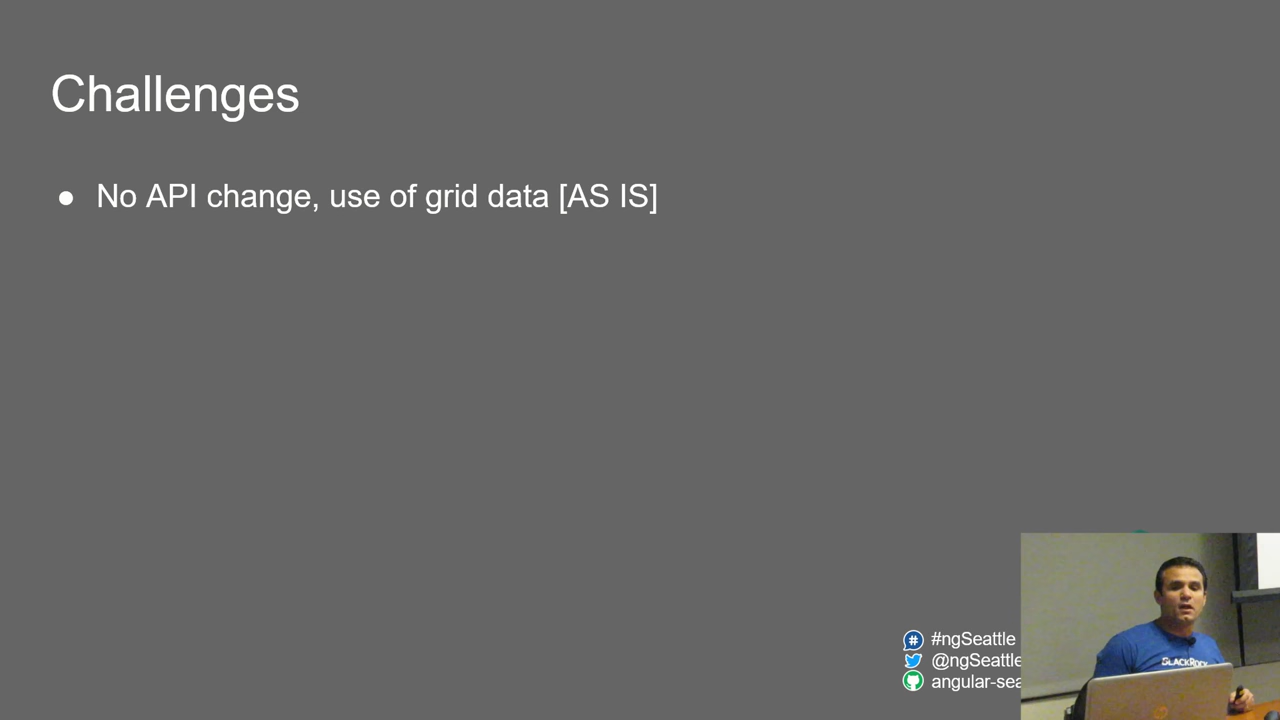 Challenges
● No API change, use of grid data [AS IS]
#ngSeattle
@ngSeattle
angular-sea